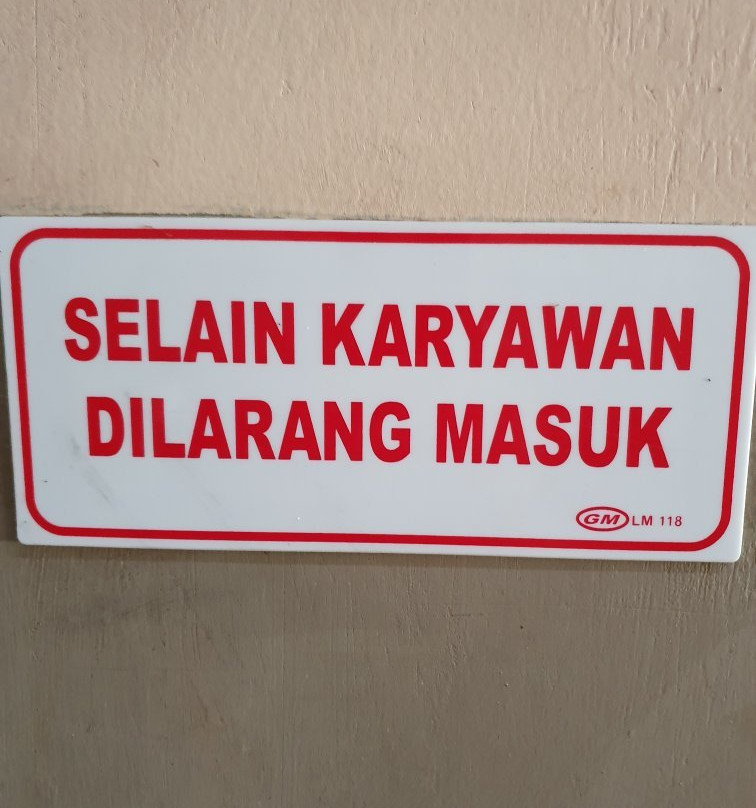 SELAIN KARYAWAN
DILARANG MASUK
GM LM 118